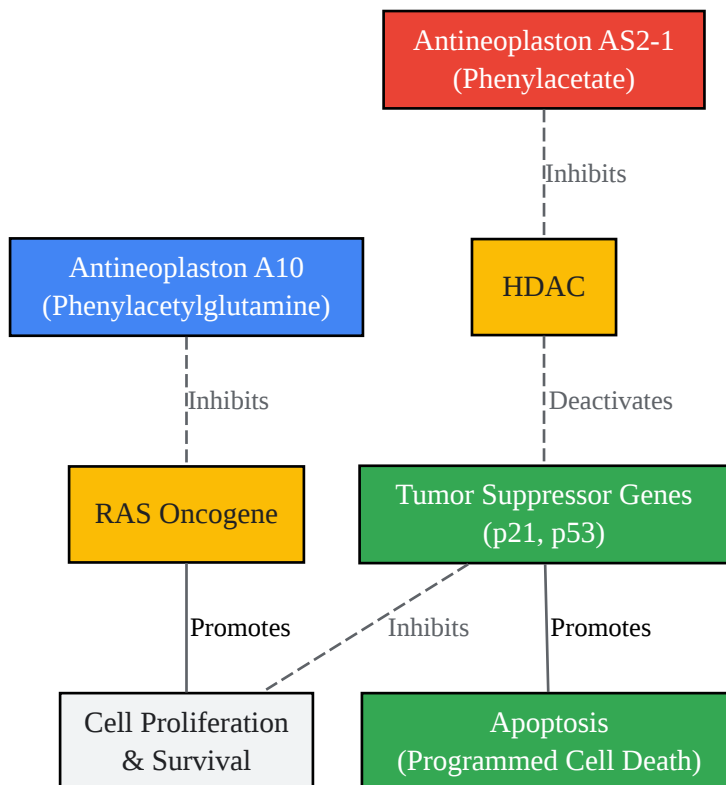 Antineoplaston AS2-1
(Phenylacetate)
Inhibits
Antineoplaston A10
(Phenylacetylglutamine)
HDAC
Inhibits
Deactivates
RAS Oncogene
Tumor Suppressor Genes
(p21, p53)
Promotes
Inhibits
Promotes
Cell Proliferation
& Survival
Apoptosis
(Programmed Cell Death)